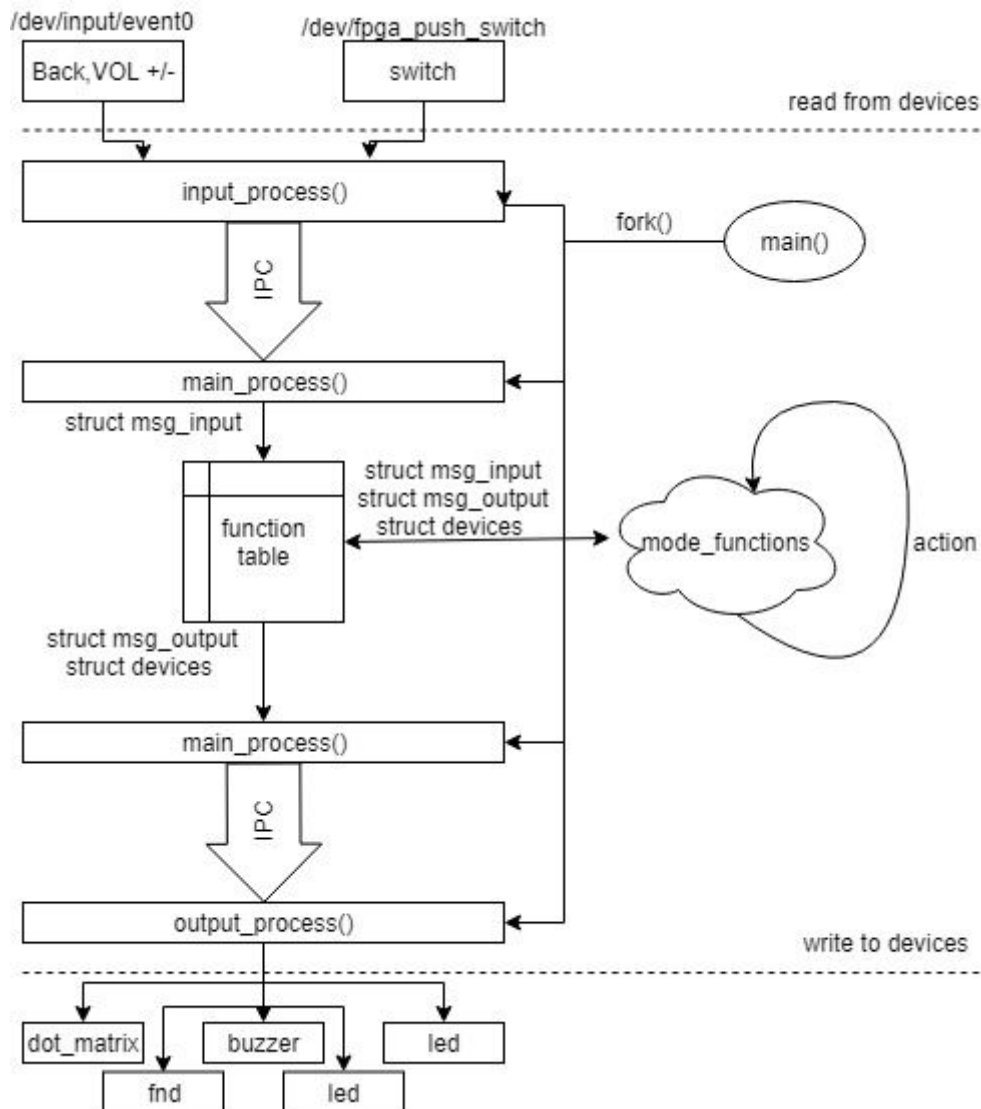 /dev/input/event0
/dev/fpga_push_switch
Back,VOL +/-
switch
read from devices
input_process()
fork()
main()
IPC
main_process()
struct msg_input
struct msg_input
struct msg_output
struct devices
function
table
mode_functions
action
struct msg_output
struct devices
main_process()
IPC
output_process()
write to devices
dot_matrix
buzzer
led
fnd
led